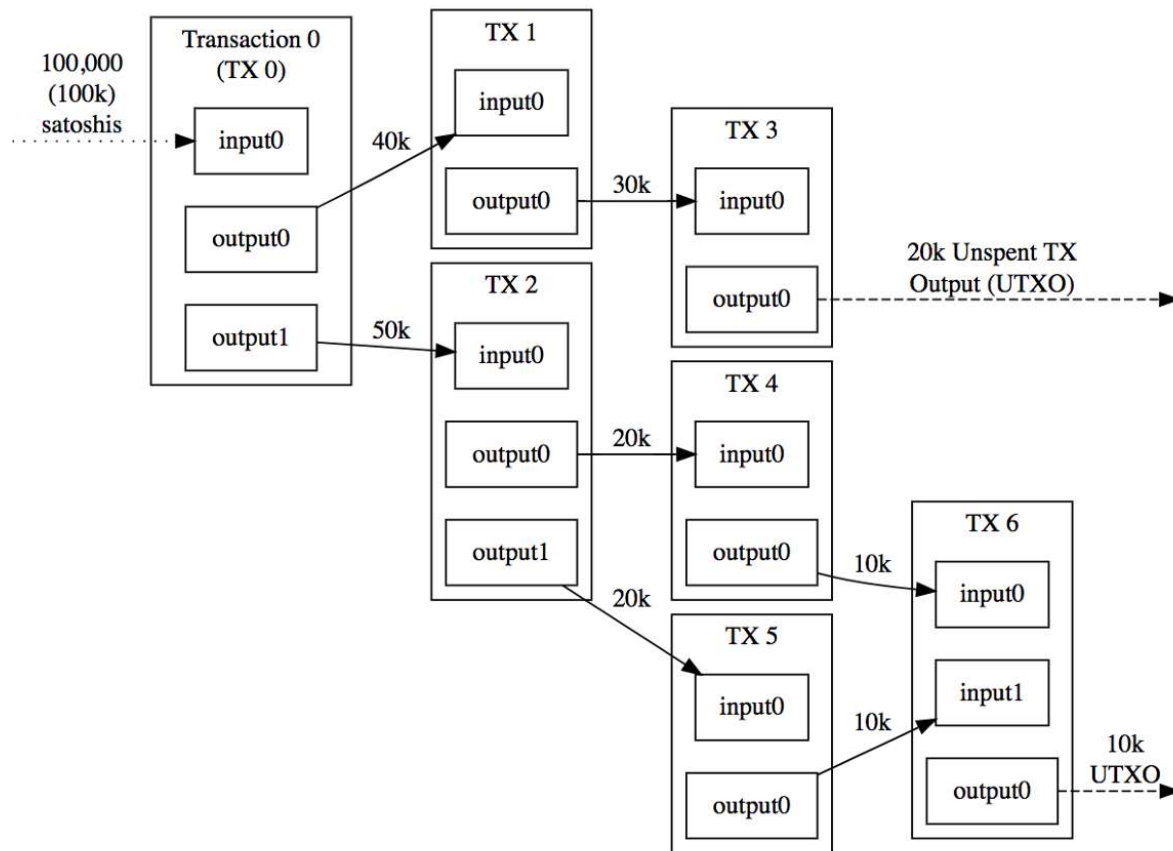 100,000
(100k)
satoshis
Transaction 0
(TX 0)
input0
output0
output1
40k
50k
TX 1
input0
output0
30k
TX 2
input0
output0
output1
20k
20k
TX 3
input0
output0
20k Unspent TX
Output (UTXO)
TX 4
input0
output0
10k
TX 5
input0
output0
10k
TX 6
input0
input1
output0
10k
UTXO